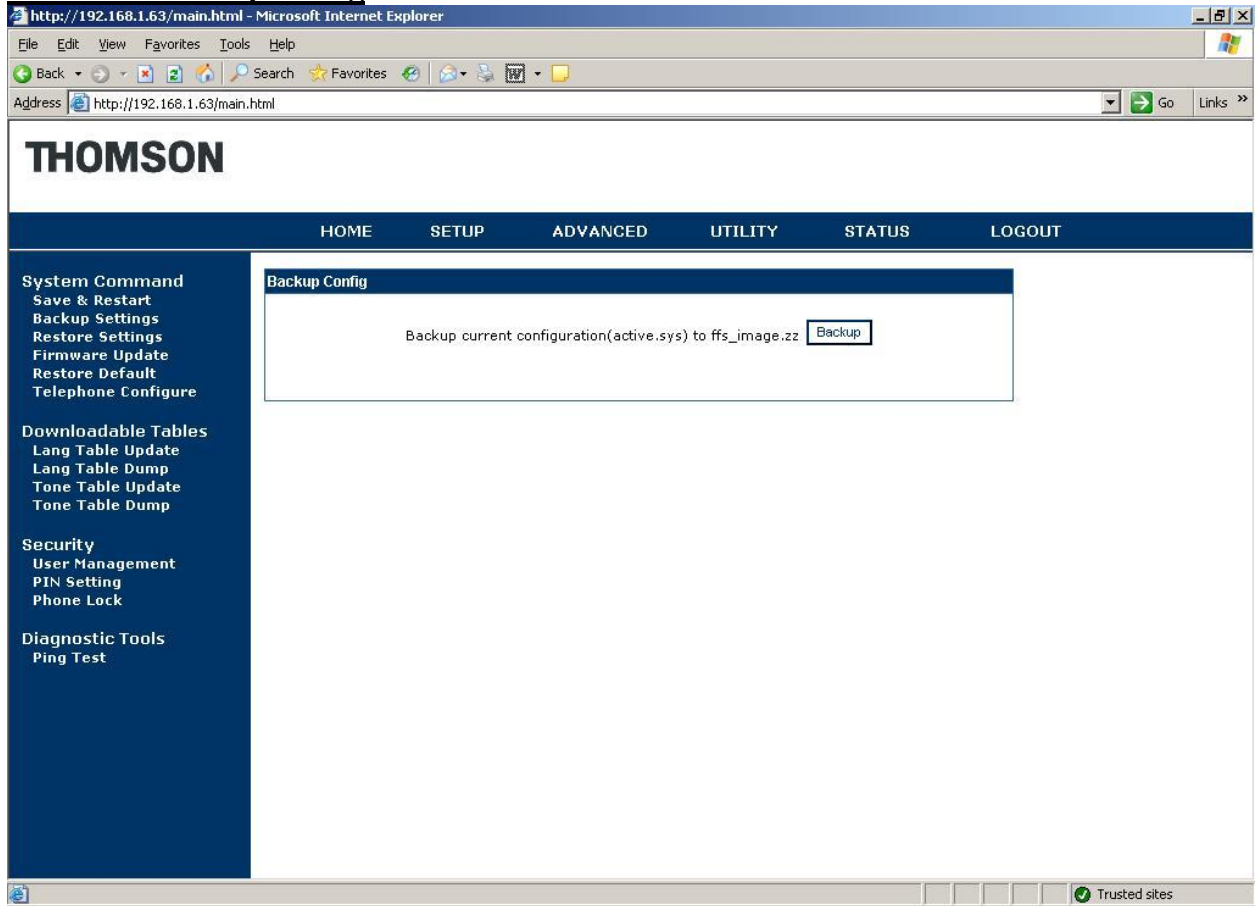 http://192.168.1.63/main.html - Microsoft Internet Explorer
File Edit View Favorites Tools Help
Back Search Favorites
Address http://192.168.1.63/main.html Go Links »
THOMSON
HOME SETUP ADVANCED UTILITY STATUS LOGOUT
System Command
Save & Restart
Backup Settings
Restore Settings
Firmware Update
Restore Default
Telephone Configure
Downloadable Tables
Lang Table Update
Lang Table Dump
Tone Table Update
Tone Table Dump
Security
User Management
PIN Setting
Phone Lock
Diagnostic Tools
Ping Test
Backup Config
Backup current configuration(active.sys) to ffs_image.zz Backup
Trusted sites